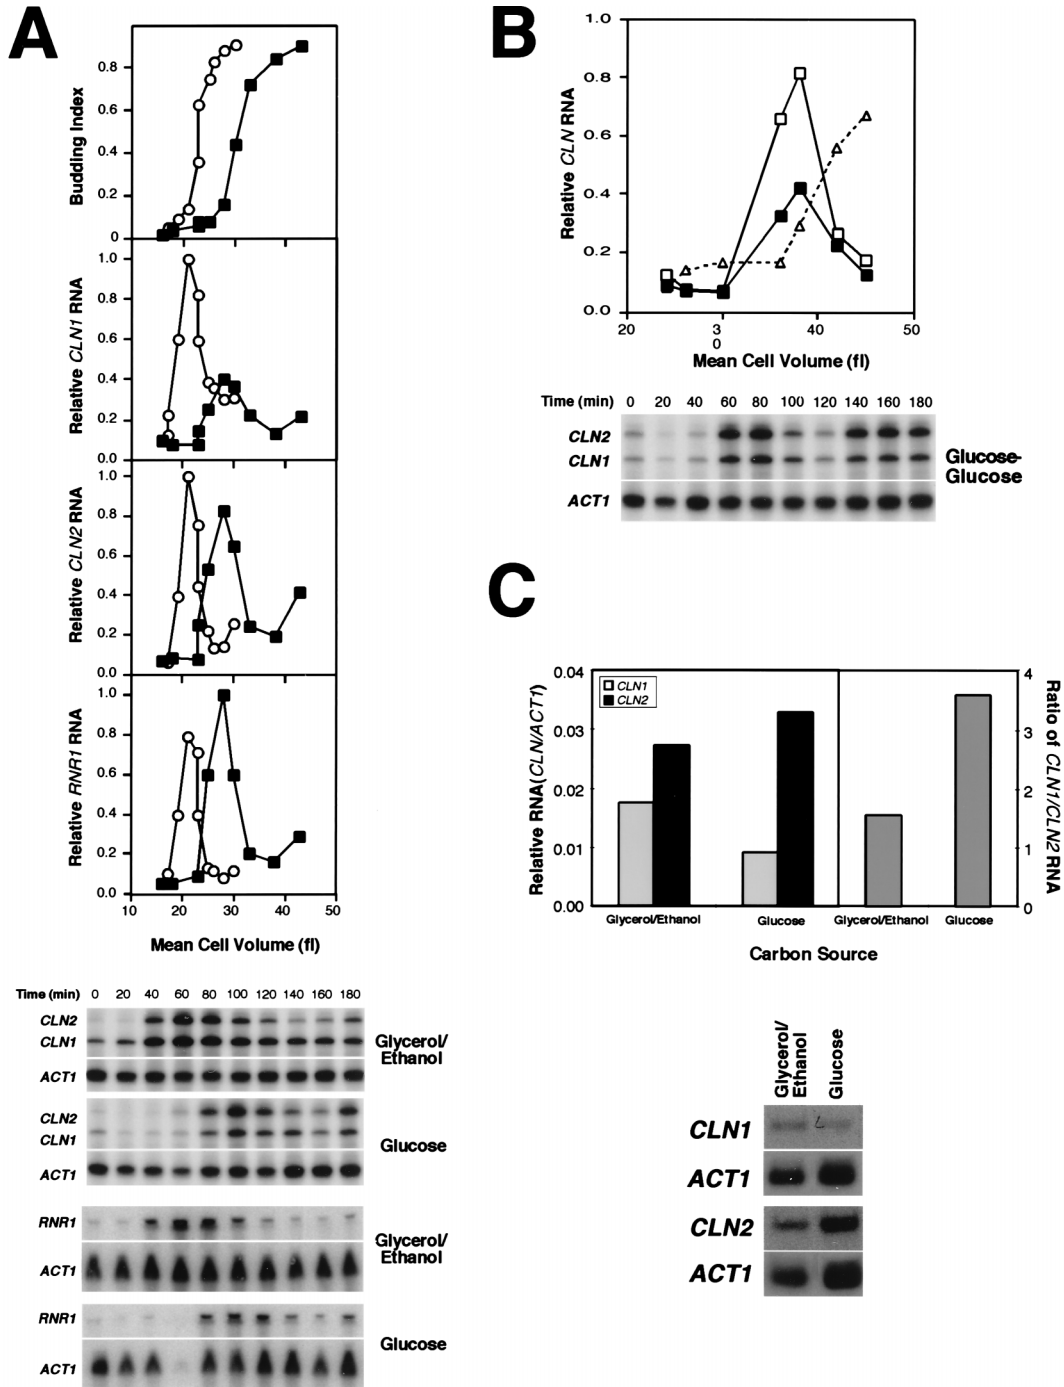 A
Budding Index
0.8
0.6
0.4
0.2
0
Relative CLN1 RNA
1.0
0.8
0.6
0.4
0.2
0.0
Relative CLN2 RNA
1.0
0.8
0.6
0.4
0.2
0.0
Relative RNR1 RNA
1.0
0.8
0.6
0.4
0.2
0.0
10 20 30 40 50
Mean Cell Volume (fl)
Time (min) 0 20 40 60 80 100 120 140 160 180
CLN2
CLN1
ACT1
Glycerol/
Ethanol
CLN2
CLN1
ACT1
Glucose
RNR1
ACT1
Glycerol/
Ethanol
RNR1
ACT1
Glucose
B
Relative CLN RNA
1.0
0.8
0.6
0.4
0.2
0.0
20 3 40 50
0
Mean Cell Volume (fl)
Time (min) 0 20 40 60 80 100 120 140 160 180
CLN2
CLN1
ACT1
Glucose-
Glucose
C
Relative RNA(CLN/ACT1)
0.04
0.03
0.02
0.01
0.00
CLN1
CLN2
4
3
2
1
0
Ratio of CLN1/CLN2 RNA
Glycerol/Ethanol Glucose Glycerol/Ethanol Glucose
Carbon Source
Glycerol/
Ethanol
Glucose
CLN1
ACT1
CLN2
ACT1